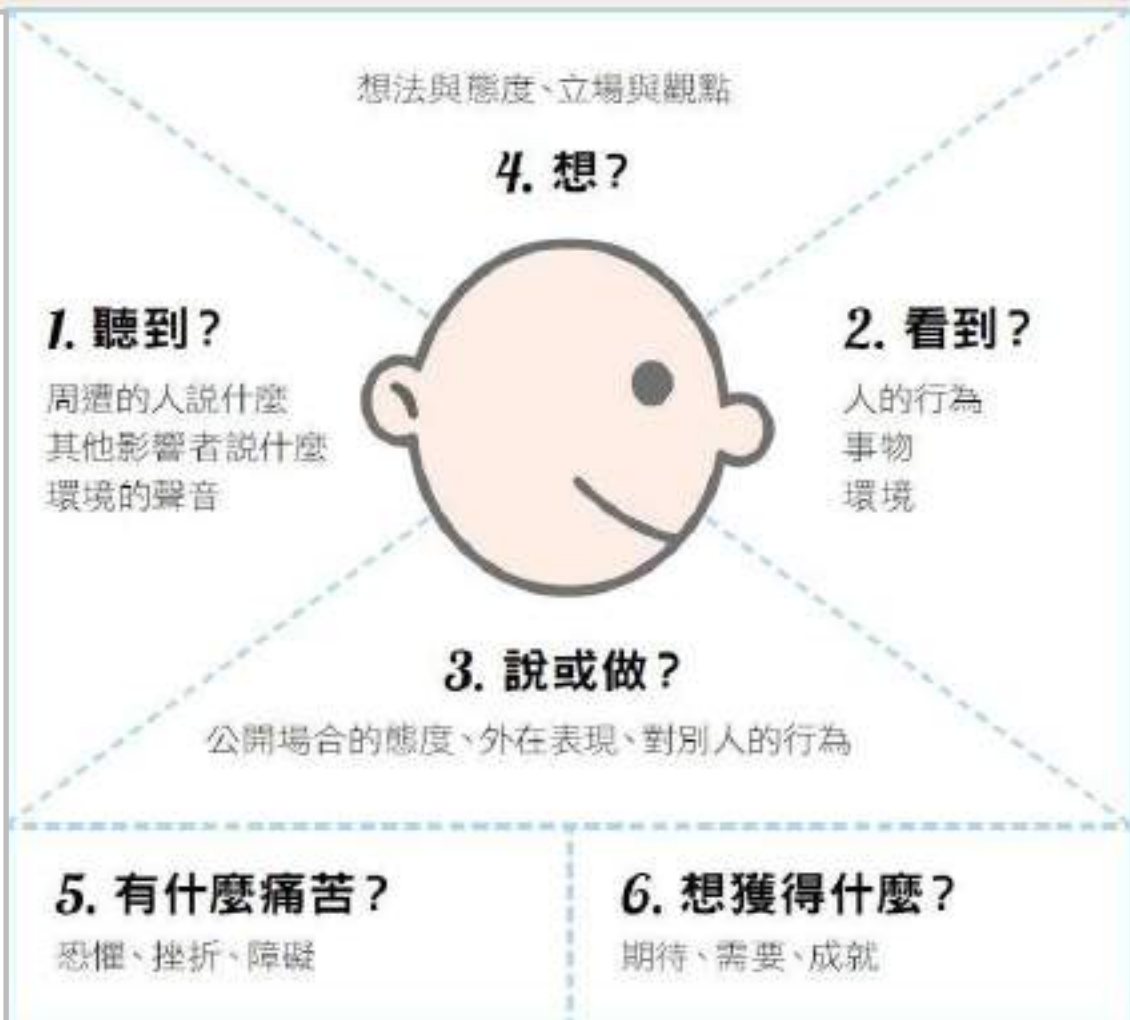 想法與態度、立場與觀點
4. 想？
1. 聽到？
周遭的人説什麼
其他影響者説什麼
環境的聲音
2. 看到？
人的行為
事物
環境
3. 說或做？
公開場合的態度、外在表現、對別人的行為
5. 有什麼痛苦？
恐懼、挫折、障礙
6. 想獲得什麼？
期待、需要、成就